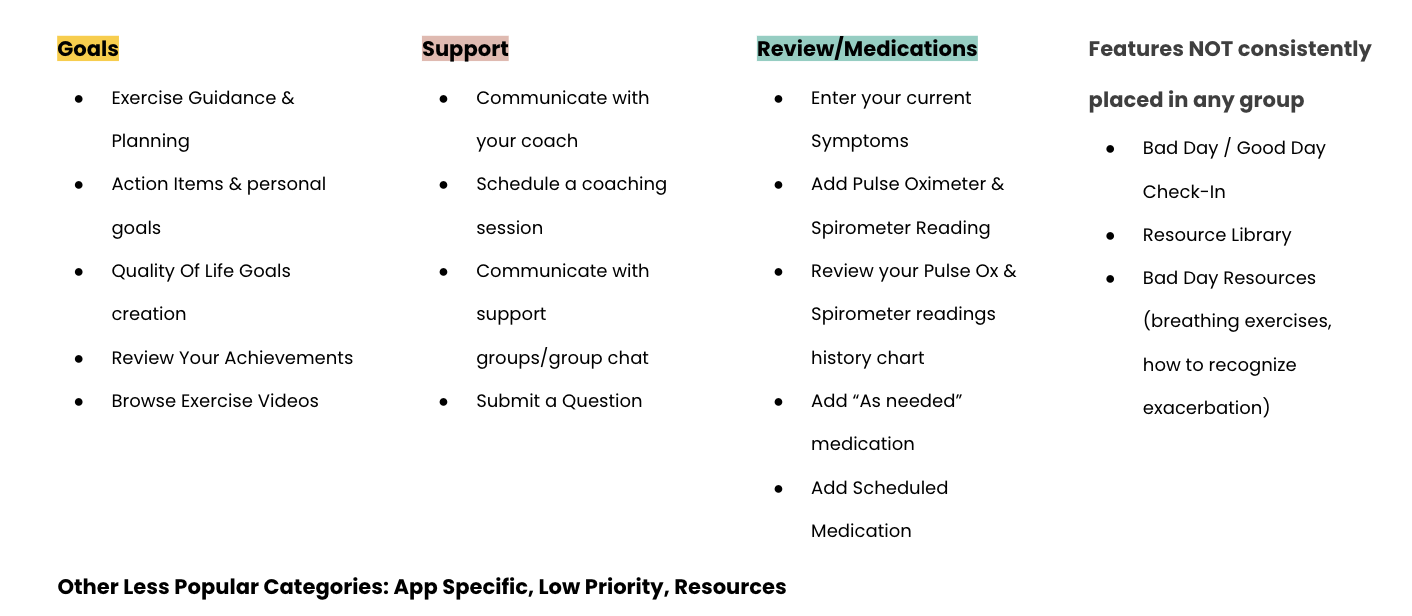 Goals
Exercise Guidance &
Planning
Action Items & personal
goals
Quality Of Life Goals
creation
Review Your Achievements
Browse Exercise Videos
Support
Communicate with
your coach
Schedule a coaching
session
Communicate with
support
groups/group chat
Submit a Question
Review/Medications
Enter your current
Symptoms
Add Pulse Oximeter &
Spirometer Reading
Review your Pulse Ox &
Spirometer readings
history chart
Add “As needed”
medication
Add Scheduled
Medication
Features NOT consistently
placed in any group
Bad Day / Good Day
Check-In
Resource Library
Bad Day Resources
(breathing exercises,
how to recognize
exacerbation)
Other Less Popular Categories: App Specific, Low Priority, Resources